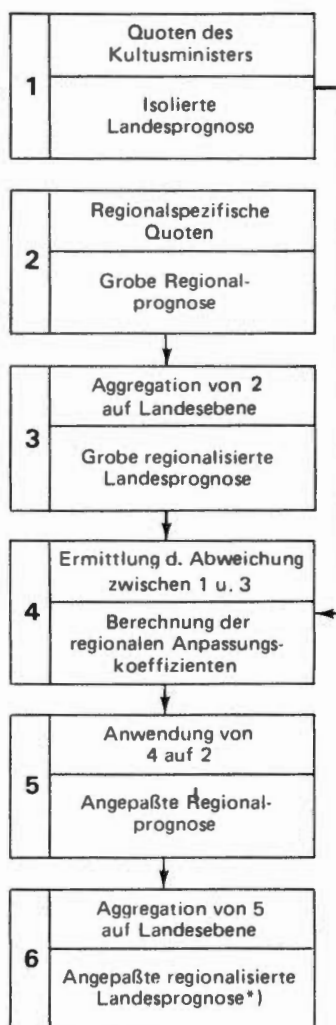 1
Quoten des
Kultusministers
Isolierte
Landesprognose
2
Regionalspezifische
Quoten
Grobe Regional-
prognose
3
Aggregation von 2
auf Landesebene
Grobe regionalisierte
Landesprognose
4
Ermittlung d. Abweichung
zwischen 1 u. 3
Berechnung der
regionalen Anpassungs-
koeffizienten
5
Anwendung von
4 auf 2
Angepaßte Regional-
prognose
6
Aggregation von 5
auf Landesebene
Angepaßte regionalisierte
Landesprognose*)